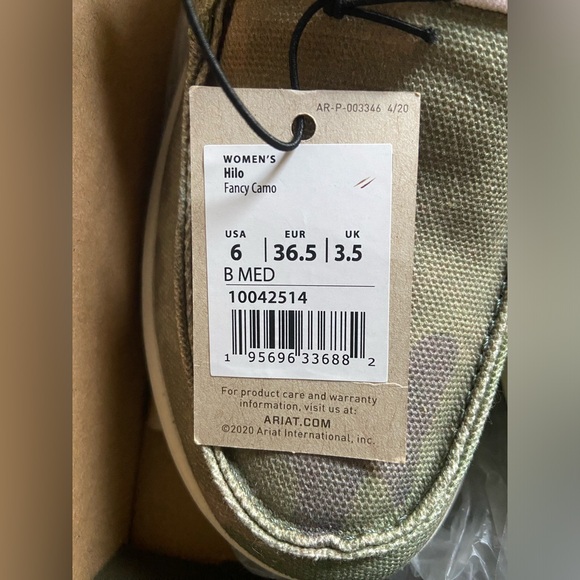 AR-P-003346 4/20
WOMEN'S
Hilo
Fancy Camo
USA EUR UK
6 36.5 3.5
B MED
10042514
1 95696 33688 2
For product care and warranty
information, visit us at:
ARIAT.COM
©2020 Ariat International, inc.